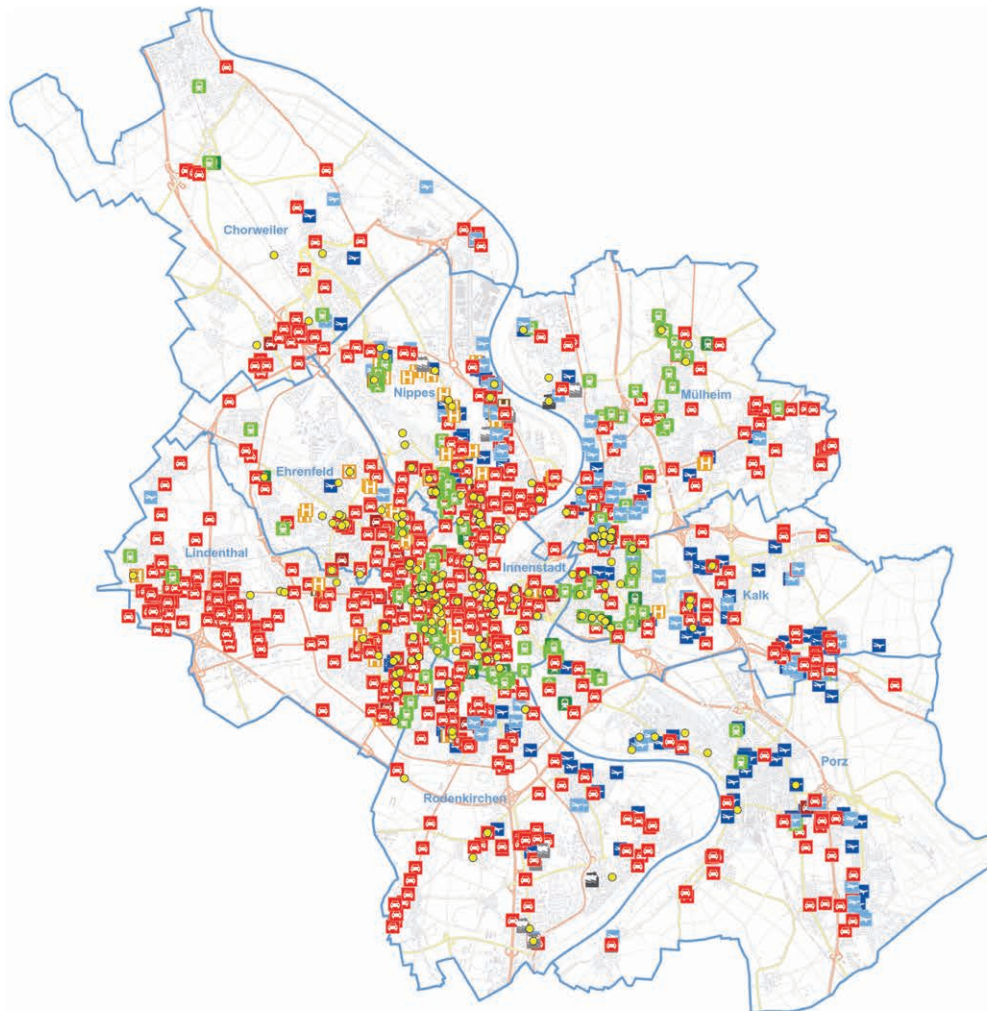 Chorweiler
Nippes
Mülheim
Ehrenfeld
Lindenthal
Innenstadt
Kalk
Porz
Rodenkirchen